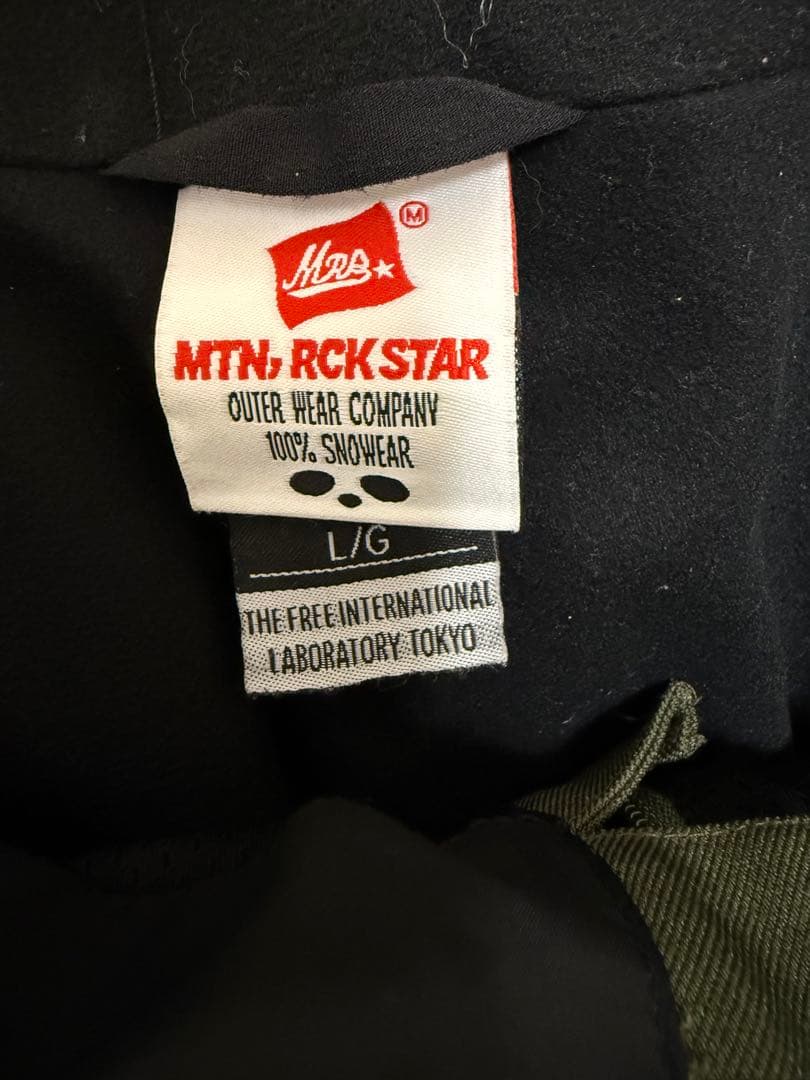 MRS
M
MTN, RCK STAR
OUTER WEAR COMPANY
100% SNOWEAR
L/G
THE FREE INTERNATIONAL
LABORATORY TOKYO